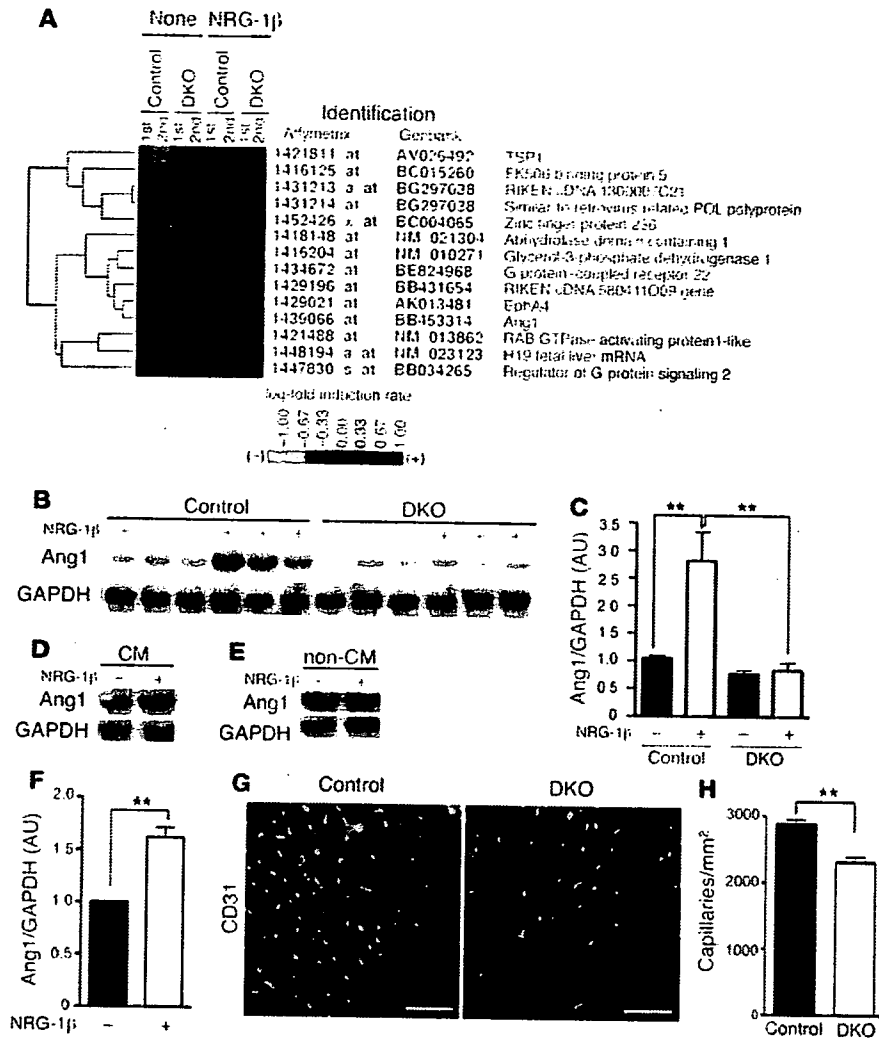 A
None NRG-1β
Control DKO Control DKO
1st 2nd 1st 2nd 1st 2nd 1st 2nd
Identification
Affymetrix Genbank
1421811 at AV026492 TSP1
1416125 at BC015260 FK506 binding protein 5
1431213 a at BG297038 RIKEN cDNA
1431214 at BG297038 Similar to retrovirus related POL polyprotein
1452426 x at BC004065 Zinc finger protein 236
1418148 at NM 021304 Abhydrolase domain containing 1
1416204 at NM 010271 Glycerol-3-phosphate dehydrogenase 1
1434672 at BE824968 G protein-coupled receptor 22
1429196 at BB431654 RIKEN cDNA gene
1429021 at AK013481 EphA4
1439066 at BB453314 Ang1
1421488 at NM 013862 RAB GTPase activating protein1-like
1448194 a at NM 023123 H19 fetal liver mRNA
1447830 s at BB034265 Regulator of G protein signaling 2
log-fold induction rate
-1.00 -0.67 -0.33 0.00 0.33 0.67 1.00
(-) (+)
B
Control DKO
NRG-1β - - - + + + - - - + + +
Ang1
GAPDH
C
** **
3.5
3.0
2.5
2.0
1.5
1.0
0.5
0
Ang1/GAPDH (AU)
NRG-1β − + − +
Control DKO
D
CM
NRG-1β − +
Ang1
GAPDH
E
non-CM
NRG-1β − +
Ang1
GAPDH
F
**
2.0
1.5
1.0
0.5
0
Ang1/GAPDH (AU)
NRG-1β − +
G
Control DKO
CD31
H
**
3000
2000
1000
0
Capillaries/mm²
Control DKO